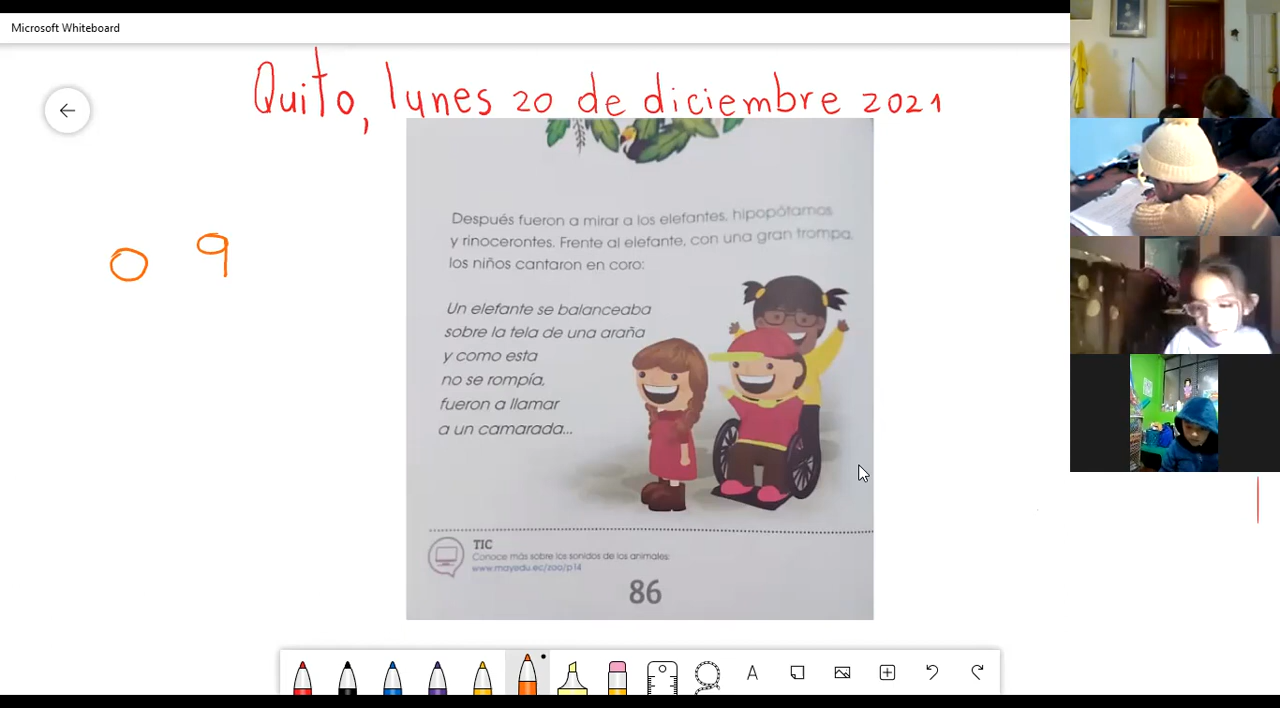 Microsoft Whiteboard
Quito, lunes 20 de diciembre 2021
Después fueron a mirar a los elefantes, hipopótamos
y rinocerontes. Frente al elefante, con una gran trompa,
los niños cantaron en coro:
o 9
Un elefante se balanceaba
sobre la tela de una araña
y como esta
no se rompía,
fueron a llamar
a un camarada...
TIC
Conoce más sobre los sonidos de los animales:
www.mayedu.ec/zoo/p14
86
A